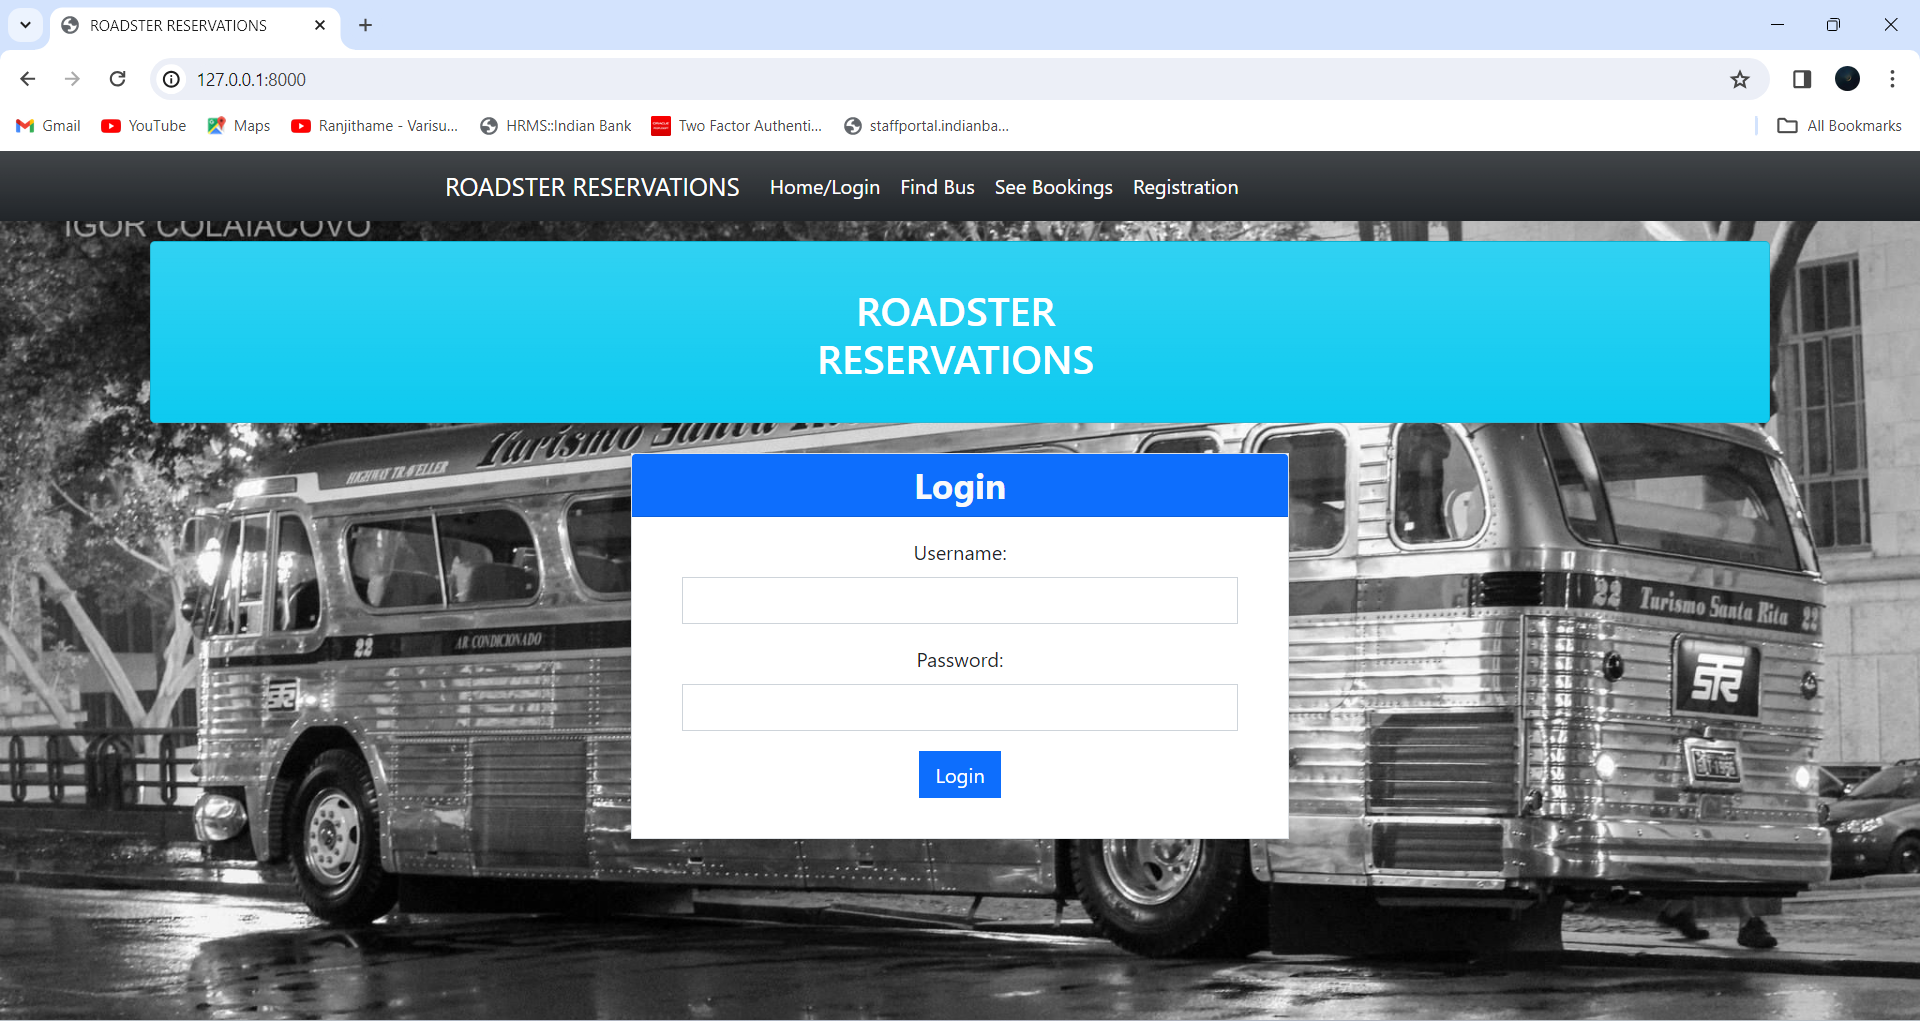 ROADSTER RESERVATIONS
127.0.0.1:8000
Gmail YouTube Maps Ranjithame - Varisu... HRMS::Indian Bank Two Factor Authenti... staffportal.indianba... All Bookmarks
ROADSTER RESERVATIONS Home/Login Find Bus See Bookings Registration
IGOR COLAIACOVO
ROADSTER
RESERVATIONS
Turismo Santa
HIGHWAY TRAVELLER
Login
Username:
22 Turismo Santa Rita 22
22 AR CONDICIONADO
Password:
TSR
Login